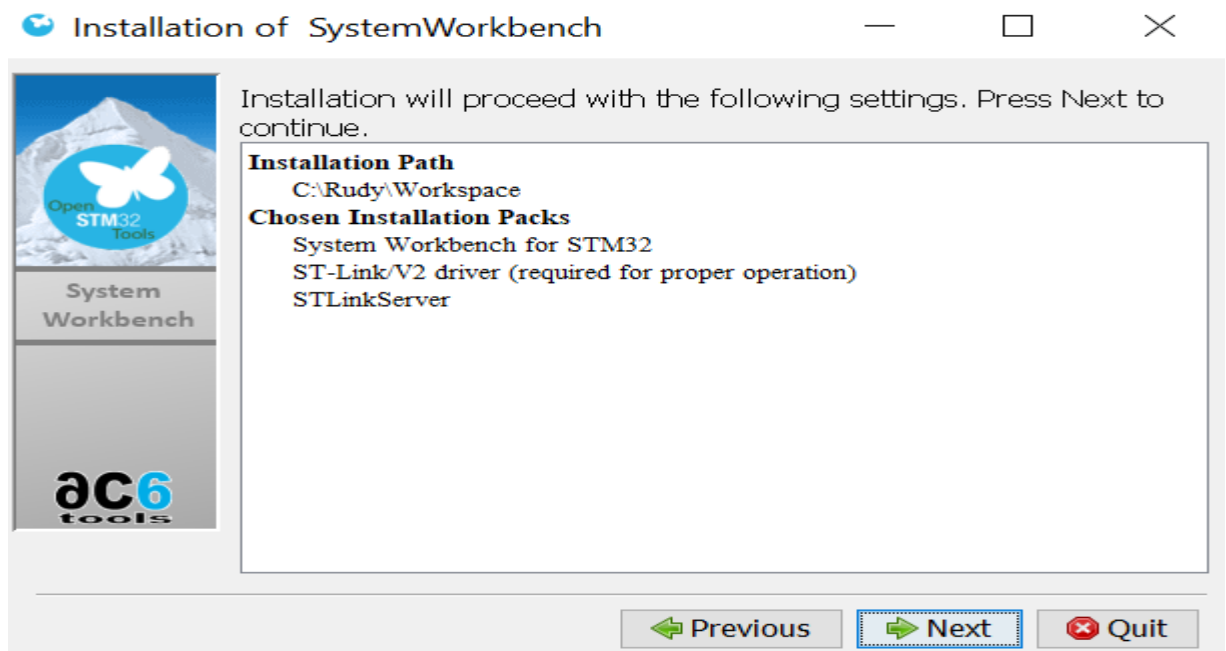 Installation of SystemWorkbench
Installation will proceed with the following settings. Press Next to
continue.
Installation Path
C:\Rudy\Workspace
Chosen Installation Packs
System Workbench for STM32
ST-Link/V2 driver (required for proper operation)
STLinkServer
Open
STM32
Tools
System
Workbench
ac6
tools
Previous
Next
Quit